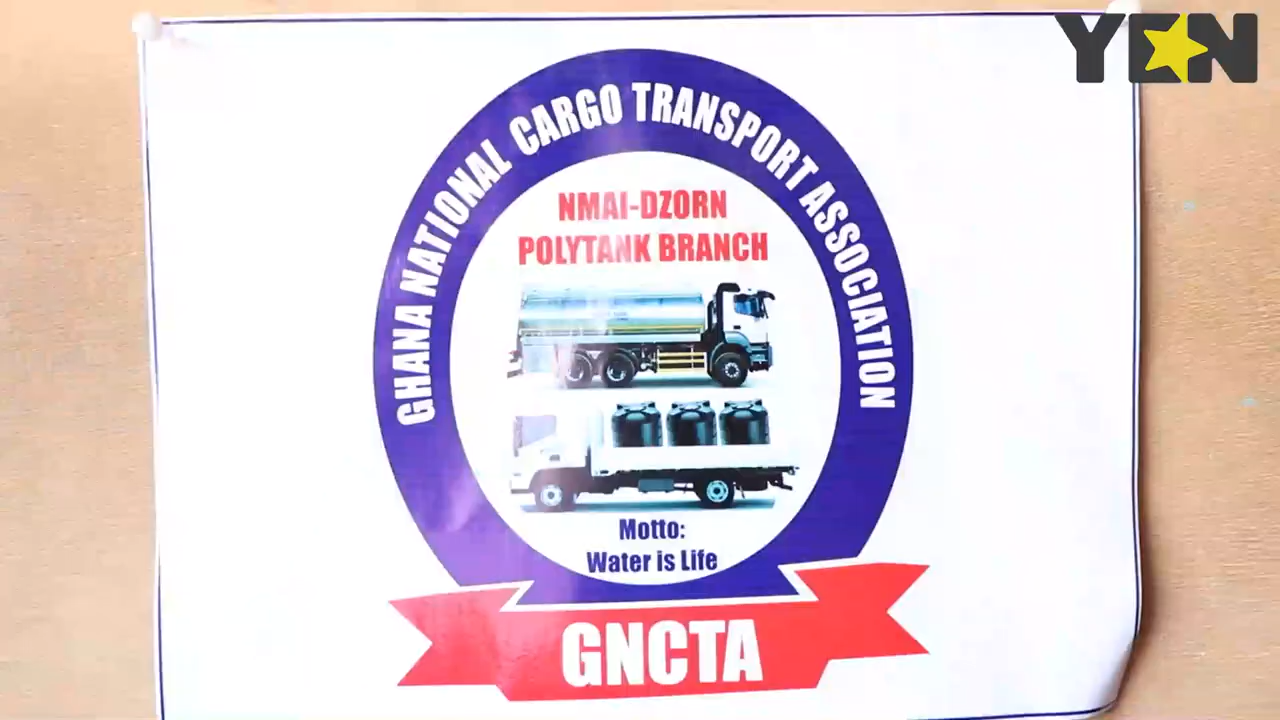 YEN
GHANA NATIONAL CARGO TRANSPORT ASSOCIATION
NMAI-DZORN
POLYTANK BRANCH
Motto:
Water is Life
GNCTA